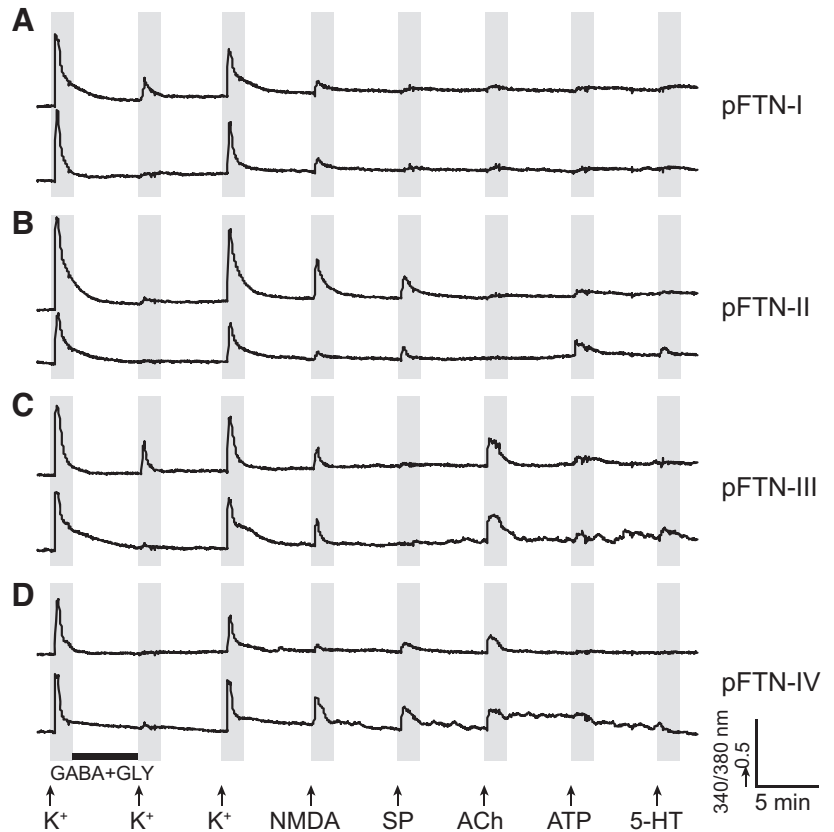 A
pFTN-I
B
pFTN-II
C
pFTN-III
D
pFTN-IV
GABA+GLY
340/380 nm
0.5
5 min
K⁺ K⁺ K⁺ NMDA SP ACh ATP 5-HT